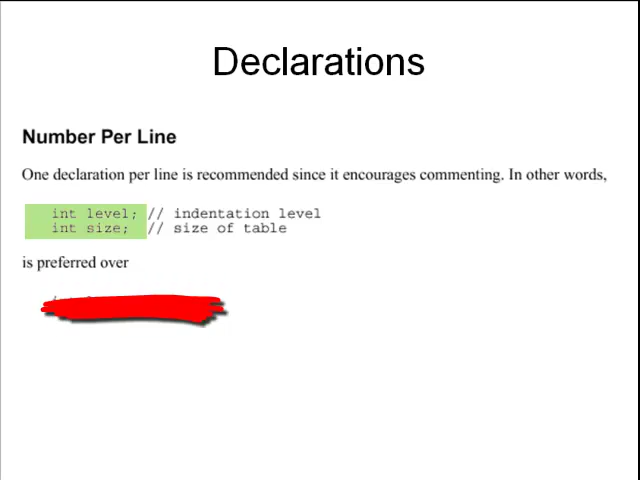 Declarations
Number Per Line
One declaration per line is recommended since it encourages commenting. In other words,
int level; // indentation level
int size; // size of table
is preferred over